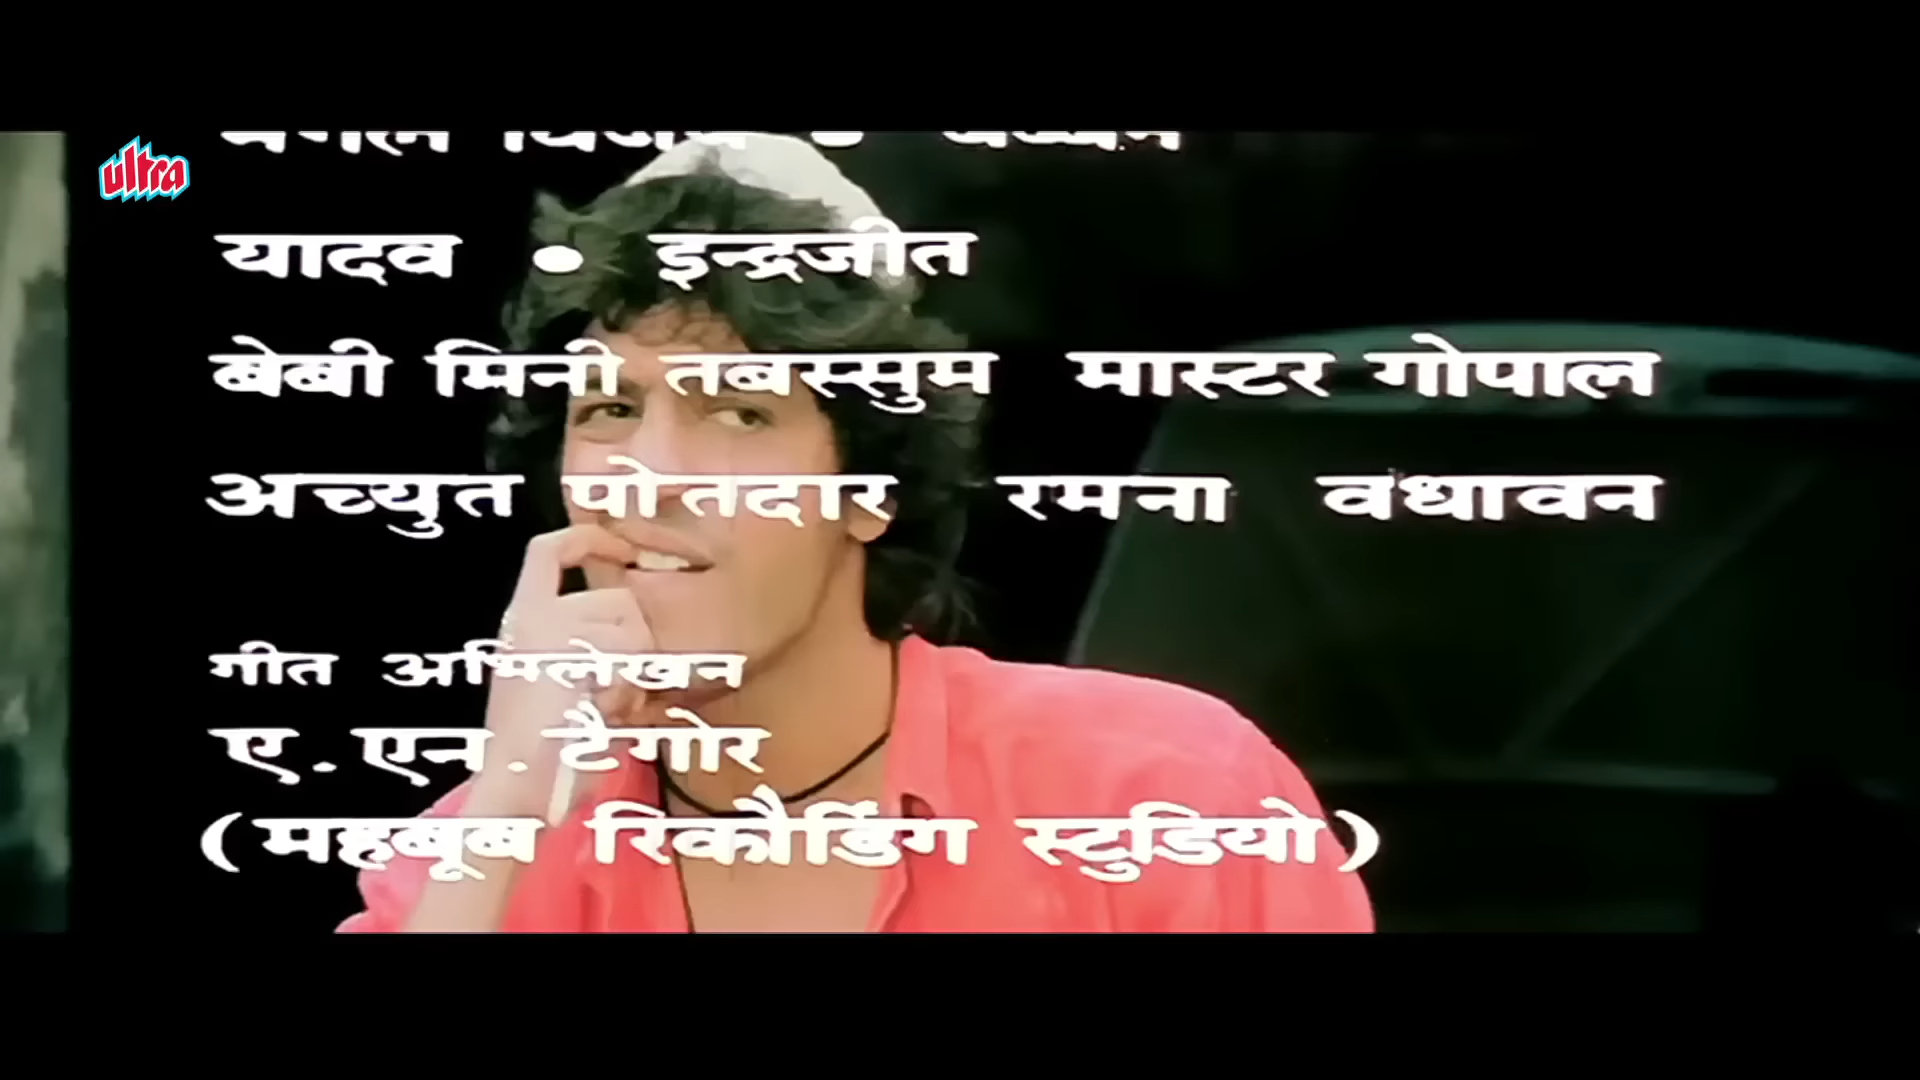 ultra
यादव • इन्द्रजीत
बेबी मिनी तबस्सुम मास्टर गोपाल
अच्युत पोतदार रमना वधावन
गीत अभिलेखन
ए. एन. टैगोर
(महबूब रिकौर्डिंग स्टुडियो)